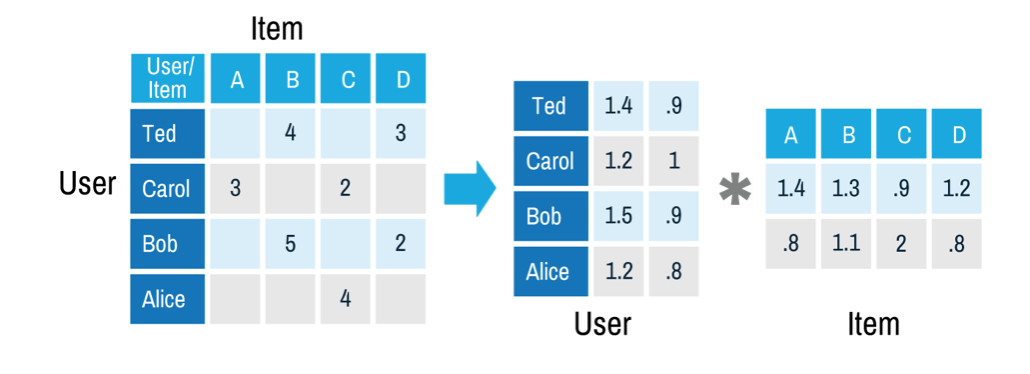 Item
User/
Item A B C D
Ted 4 3
User Carol 3 2
Bob 5 2
Alice 4
Ted 1.4 .9
Carol 1.2 1
Bob 1.5 .9
Alice 1.2 .8
User
*
A B C D
1.4 1.3 .9 1.2
.8 1.1 2 .8
Item